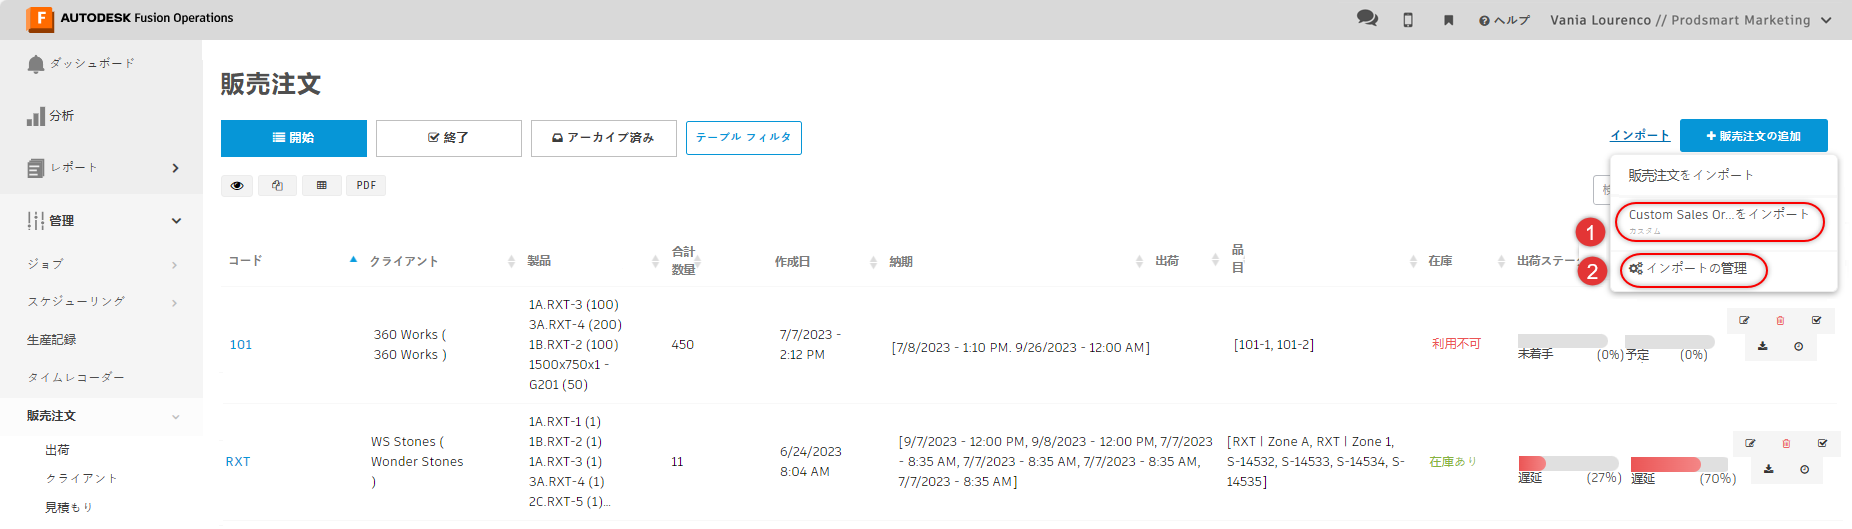 AUTODESK Fusion Operations
ヘルプ
Vania Lourenco // Prodsmart Marketing
ダッシュボード
分析
レポート
管理
ジョブ
スケジューリング
生産記録
タイムレコーダー
販売注文
出荷
クライアント
見積もり
販売注文
開始
終了
アーカイブ済み
テーブル フィルタ
インポート
+ 販売注文の追加
PDF
販売注文をインポート
Custom Sales Or...をインポート
カスタム
インポートの管理
1
2
コード
クライアント
製品
合計
数量
作成日
納期
出荷
品
目
在庫
出荷ステー
101
360 Works (
360 Works )
1A.RXT-3 (100)
3A.RXT-4 (200)
1B.RXT-2 (100)
1500x750x1 -
G201 (50)
450
7/7/2023 -
2:12 PM
[7/8/2023 - 1:10 PM. 9/26/2023 - 12:00 AM]
[101-1, 101-2]
利用不可
未着手 (0%)
予定 (0%)
RXT
WS Stones (
Wonder Stones
)
1A.RXT-1 (1)
1B.RXT-2 (1)
1A.RXT-3 (1)
3A.RXT-4 (1)
2C.RXT-5 (1)...
11
6/24/2023
8:04 AM
[9/7/2023 - 12:00 PM, 9/8/2023 - 12:00 PM, 7/7/2023
- 8:35 AM, 7/7/2023 - 8:35 AM, 7/7/2023 - 8:35 AM,
7/7/2023 - 8:35 AM]
[RXT | Zone A, RXT | Zone 1,
S-14532, S-14533, S-14534, S-
14535]
在庫あり
遅延 (27%)
遅延 (70%)